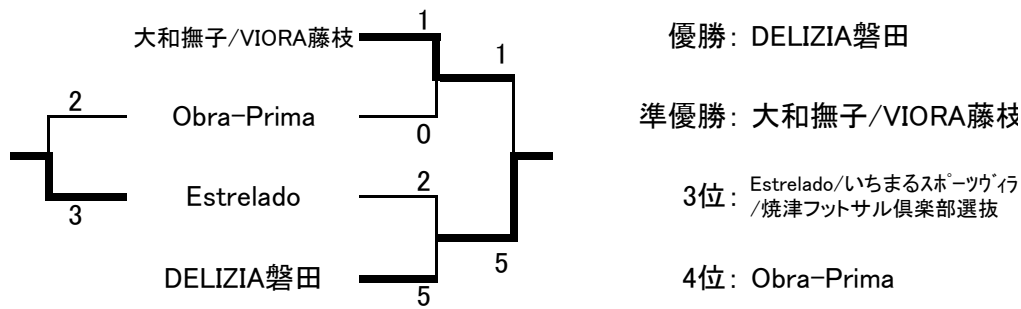 大和撫子/VIORA藤枝
1
1
優勝: DELIZIA磐田
2
Obra-Prima
0
準優勝: 大和撫子/VIORA藤枝
3
Estrelado
2
3位: Estrelado/いちまるスポーツヴィラ
/焼津フットサル倶楽部選抜
DELIZIA磐田
5
5
4位: Obra-Prima